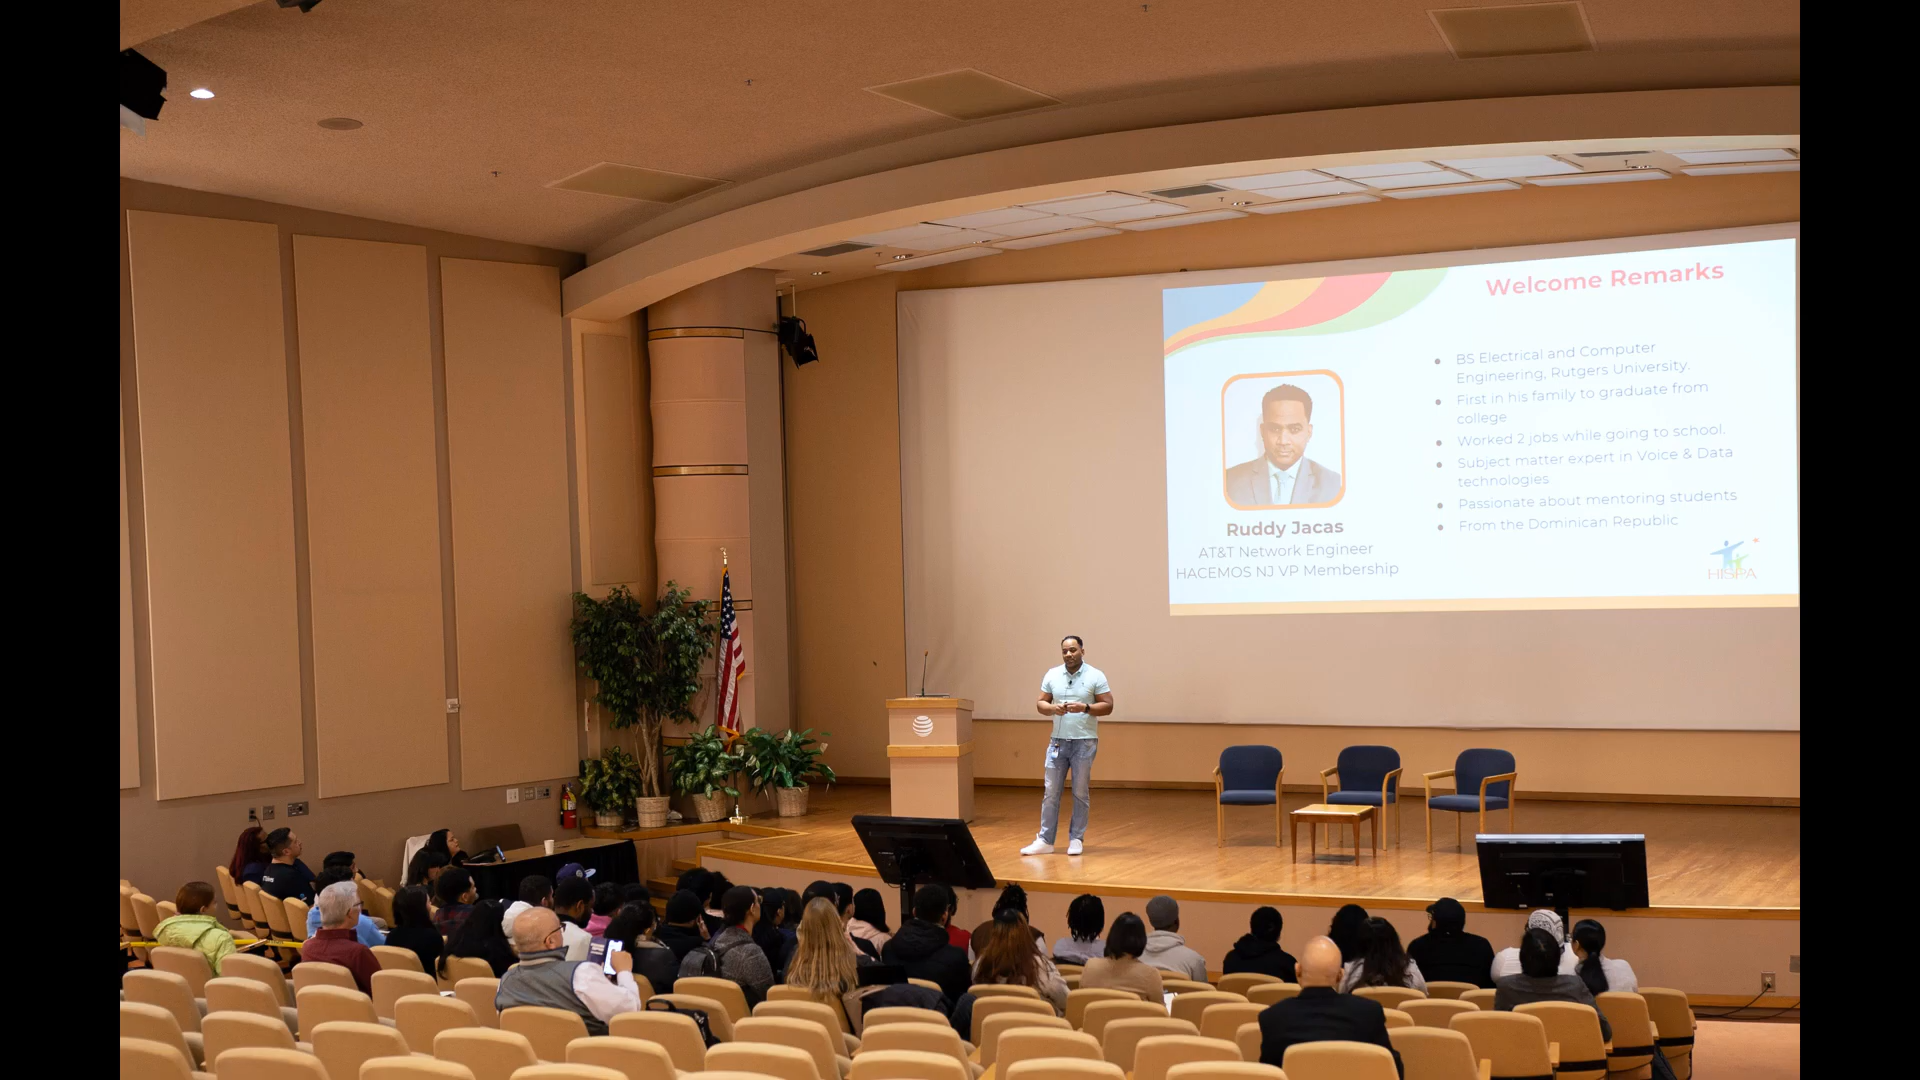 Welcome Remarks
BS Electrical and Computer
Engineering, Rutgers University.
First in his family to graduate from
college
Worked 2 jobs while going to school.
Subject matter expert in Voice & Data
technologies
Passionate about mentoring students
From the Dominican Republic
Ruddy Jacas
AT&T Network Engineer
HACEMOS NJ VP Membership
HISPA